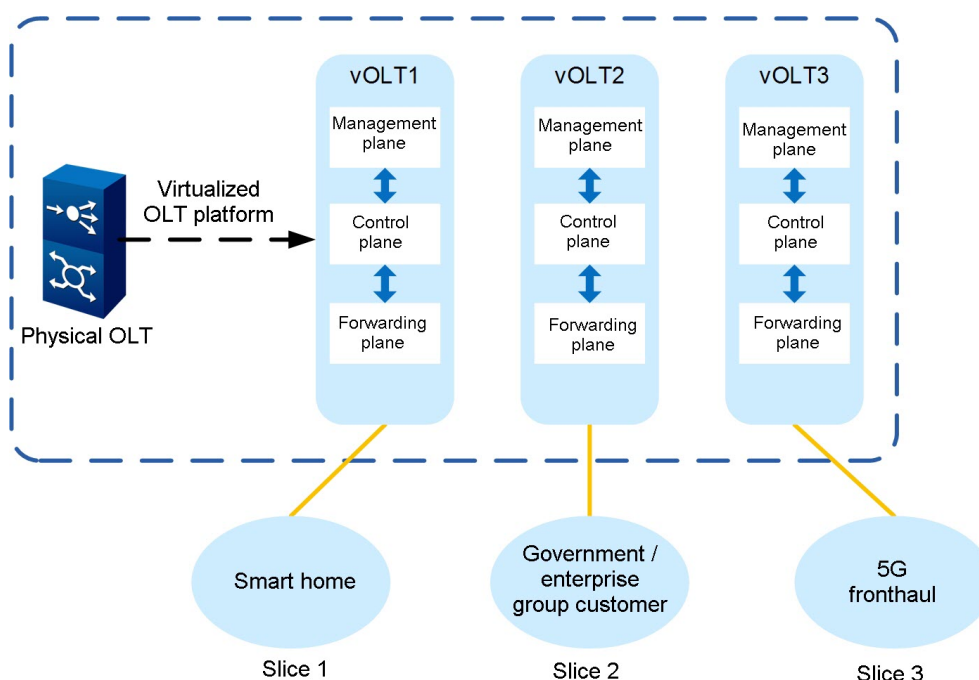 vOLT1
vOLT2
vOLT3
Management
plane
Management
plane
Management
plane
Virtualized
OLT platform
Control
plane
Control
plane
Control
plane
Physical OLT
Forwarding
plane
Forwarding
plane
Forwarding
plane
Smart home
Government /
enterprise
group customer
5G
fronthaul
Slice 1
Slice 2
Slice 3